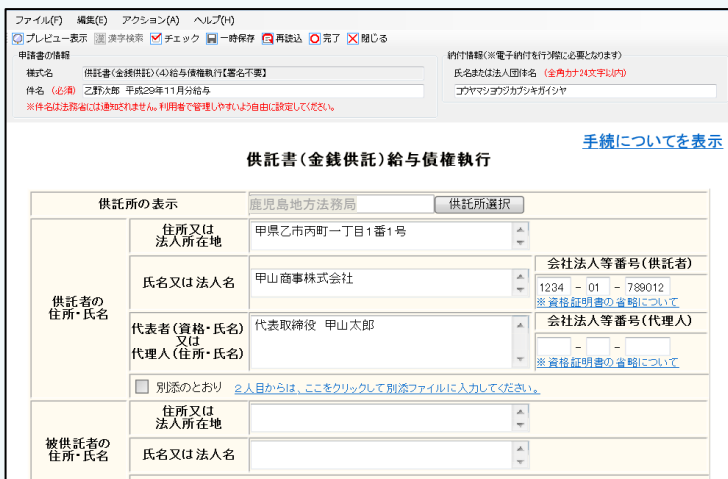 ファイル(F) 編集(E) アクション(A) ヘルプ(H)
プレビュー表示 漢字検索 チェック 一時保存 再読込 完了 閉じる
申請書の情報
様式名 供託書(金銭供託)(4)給与債権執行【署名不要】
件名 (必須) 乙野次郎 平成29年11月分給与
※件名は法務省には通知されません。利用者で管理しやすいよう自由に設定してください。
納付情報(※電子納付を行う際に必要となります)
氏名または法人団体名 (全角カナ24文字以内)
コウヤマシヨウジカブシキガイシヤ
手続についてを表示
供託書(金銭供託)給与債権執行
供託所の表示 鹿児島地方法務局 供託所選択
供託者の
住所・氏名
住所又は
法人所在地
甲県乙市丙町一丁目1番1号
氏名又は法人名 甲山商事株式会社
会社法人等番号(供託者)
1234 - 01 - 789012
※資格証明書の省略について
代表者(資格・氏名)
又は
代理人(住所・氏名)
代表取締役 甲山太郎
会社法人等番号(代理人)
- -
※資格証明書の省略について
別添のとおり 2人目からは、ここをクリックして別添ファイルに入力してください。
被供託者の
住所・氏名
住所又は
法人所在地
氏名又は法人名